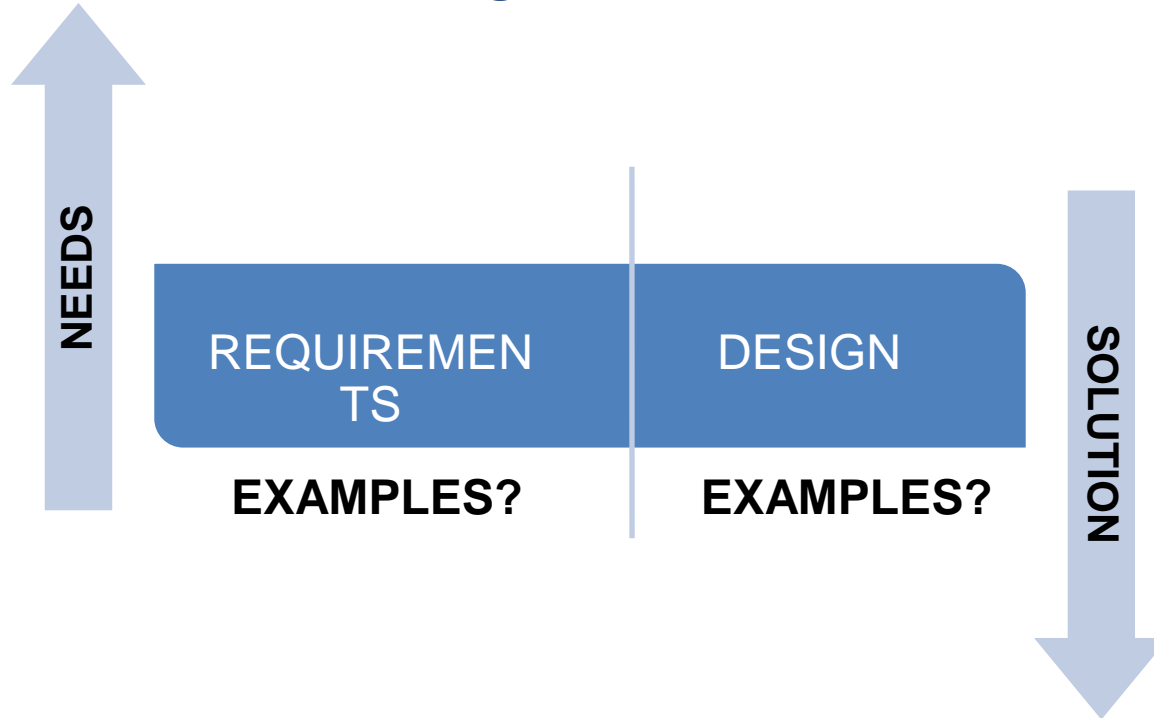 NEEDS
REQUIREMEN
TS
DESIGN
EXAMPLES?
EXAMPLES?
SOLUTION